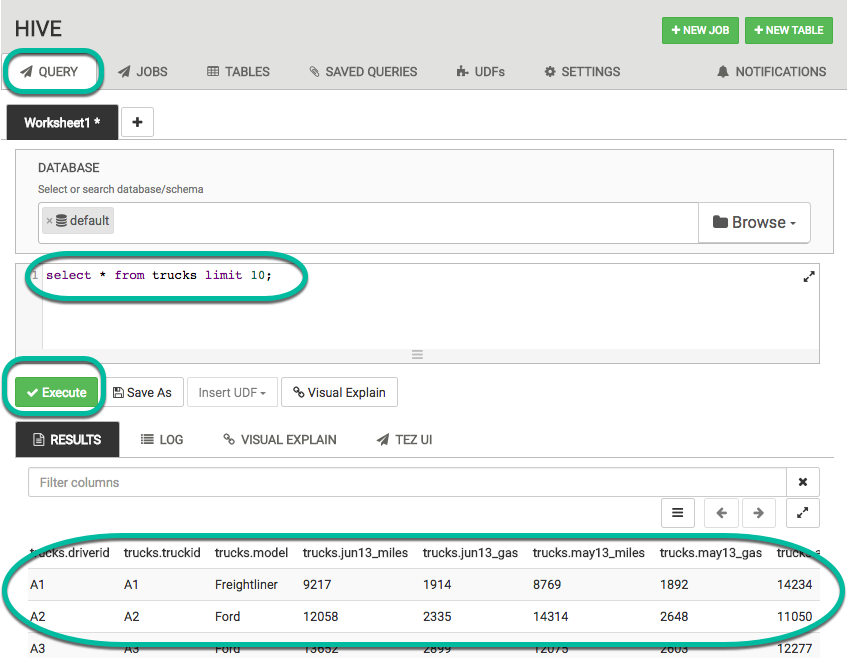 HIVE
+ NEW JOB + NEW TABLE
QUERY JOBS TABLES SAVED QUERIES UDFs SETTINGS NOTIFICATIONS
Worksheet1 * +
DATABASE
Select or search database/schema
× default Browse
1 select * from trucks limit 10;
Execute Save As Insert UDF Visual Explain
RESULTS LOG VISUAL EXPLAIN TEZ UI
Filter columns
trucks.driverid trucks.truckid trucks.model trucks.jun13_miles trucks.jun13_gas trucks.may13_miles trucks.may13_gas
A1 A1 Freightliner 9217 1914 8769 1892 14234
A2 A2 Ford 12058 2335 14314 2648 11050
A3 A3 Ford 13652 2899 12075 2603 12277